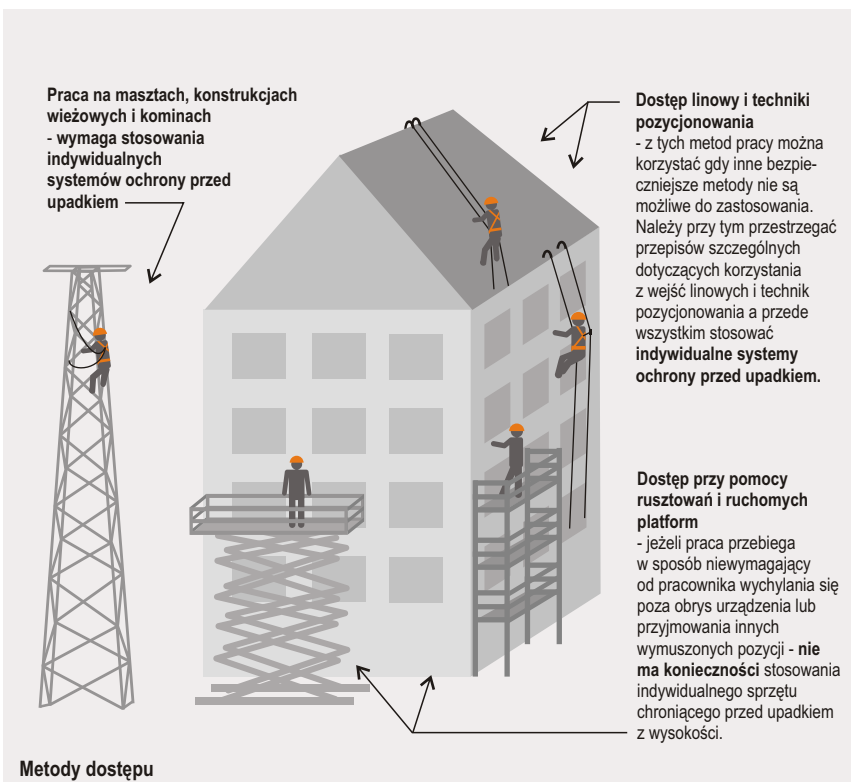 Praca na masztach, konstrukcjach
wieżowych i kominach
- wymaga stosowania
indywidualnych
systemów ochrony przed
upadkiem
Dostęp linowy i techniki
pozycjonowania
- z tych metod pracy można
korzystać gdy inne bezpie-
czniejsze metody nie są
możliwe do zastosowania.
Należy przy tym przestrzegać
przepisów szczególnych
dotyczących korzystania
z wejść linowych i technik
pozycjonowania a przede
wszystkim stosować
indywidualne systemy
ochrony przed upadkiem.
Dostęp przy pomocy
rusztowań i ruchomych
platform
- jeżeli praca przebiega
w sposób niewymagający
od pracownika wychylania się
poza obrys urządzenia lub
przyjmowania innych
wymuszonych pozycji - nie
ma konieczności stosowania
indywidualnego sprzętu
chroniącego przed upadkiem
z wysokości.
Metody dostępu